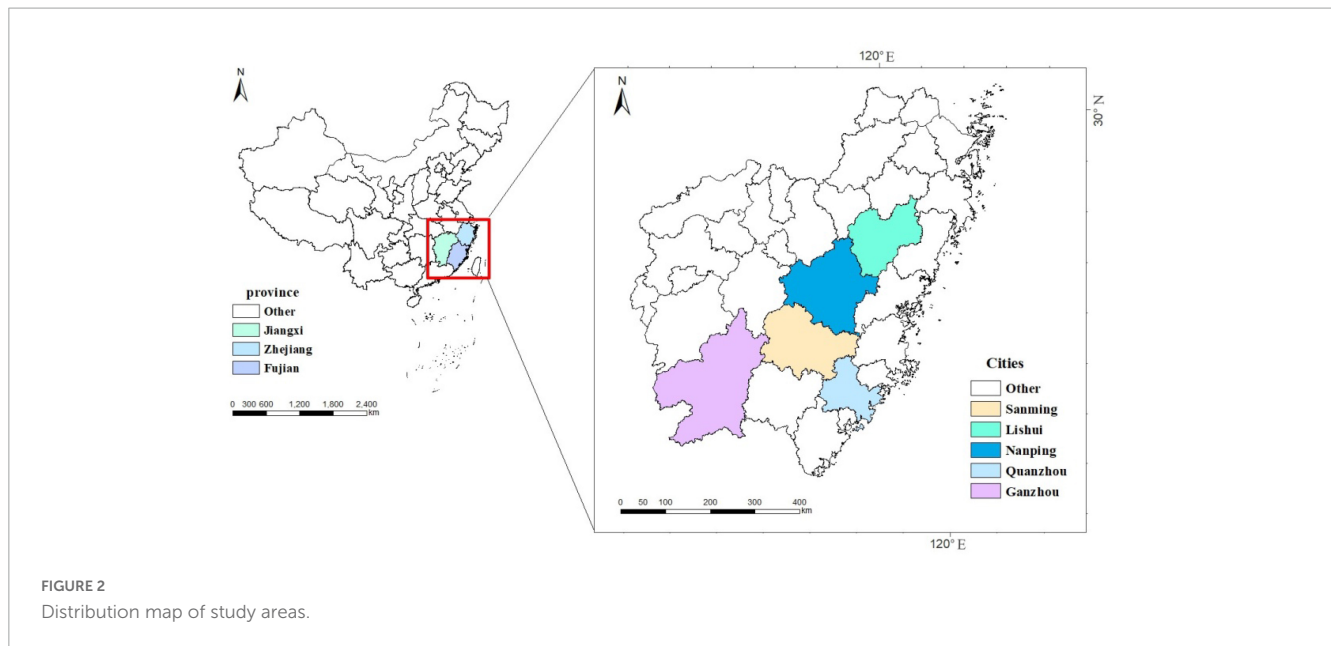 N
province
Other
Jiangxi
Zhejiang
Fujian
0 300 600 1,200 1,800 2,400
km
120° E
30° N
N
Cities
Other
Sanming
Lishui
Nanping
Quanzhou
Ganzhou
0 50 100 200 300 400
km
120° E
FIGURE 2
Distribution map of study areas.